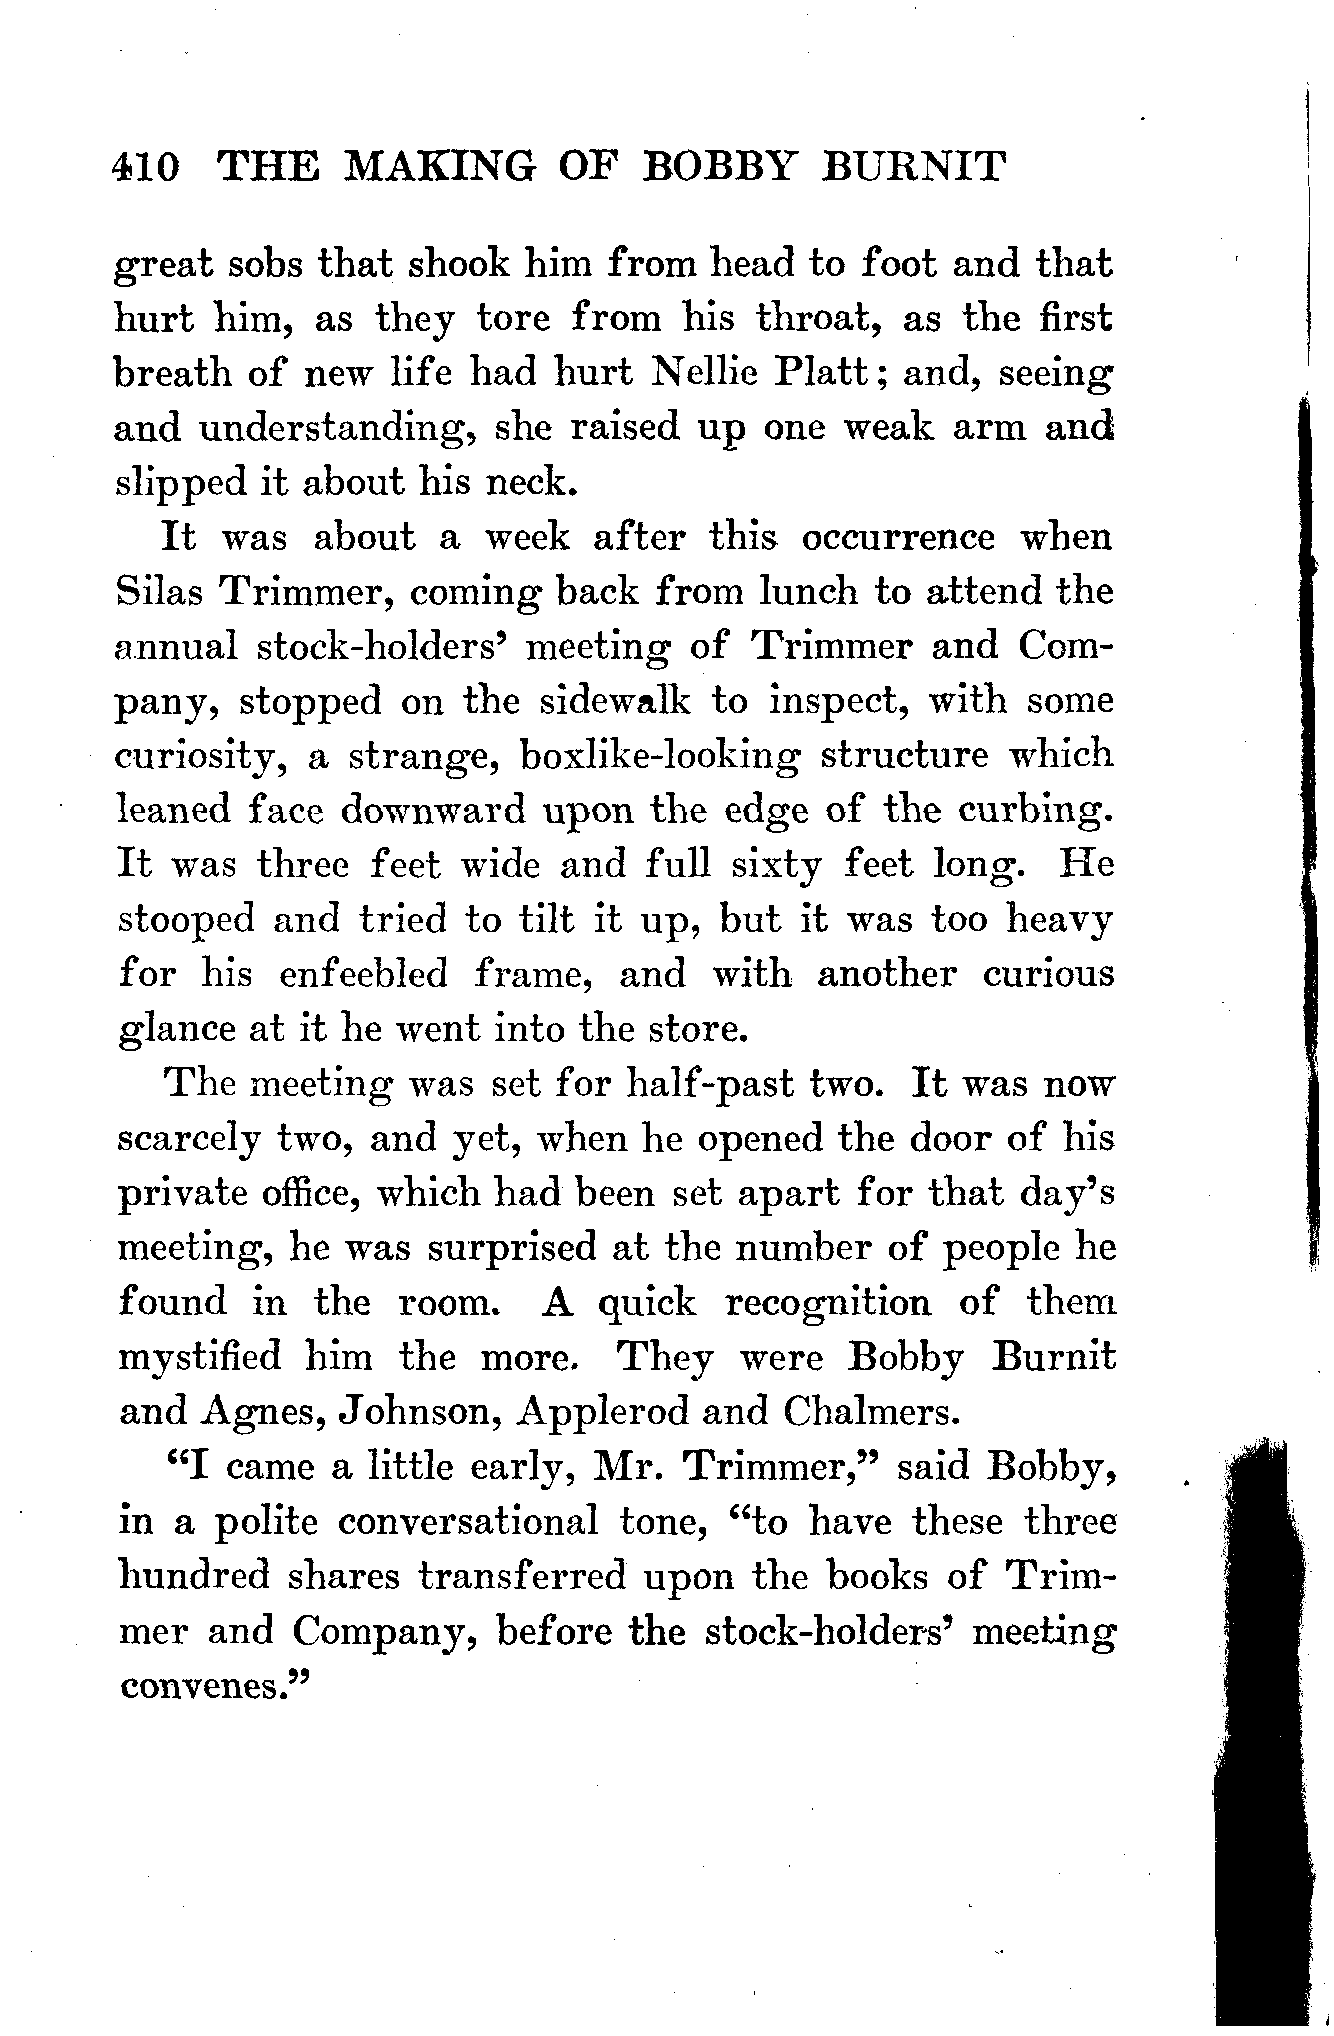 410 THE MAKING OF BOBBY BURNIT
great sobs that shook him from head to foot and that
hurt him, as they tore from his throat, as the first
breath of new life had hurt Nellie Platt; and, seeing
and understanding, she raised up one weak arm and
slipped it about his neck.
It was about a week after this occurrence when
Silas Trimmer, coming back from lunch to attend the
annual stock-holders' meeting of Trimmer and Com-
pany, stopped on the sidewalk to inspect, with some
curiosity, a strange, boxlike-looking structure which
leaned face downward upon the edge of the curbing.
It was three feet wide and full sixty feet long. He
stooped and tried to tilt it up, but it was too heavy
for his enfeebled frame, and with another curious
glance at it he went into the store.
The meeting was set for half-past two. It was now
scarcely two, and yet, when he opened the door of his
private office, which had been set apart for that day's
meeting, he was surprised at the number of people he
found in the room. A quick recognition of them
mystified him the more. They were Bobby Burnit
and Agnes, Johnson, Applerod and Chalmers.
"I came a little early, Mr. Trimmer," said Bobby,
in a polite conversational tone, "to have these three
hundred shares transferred upon the books of Trim-
mer and Company, before the stock-holders' meeting
convenes."